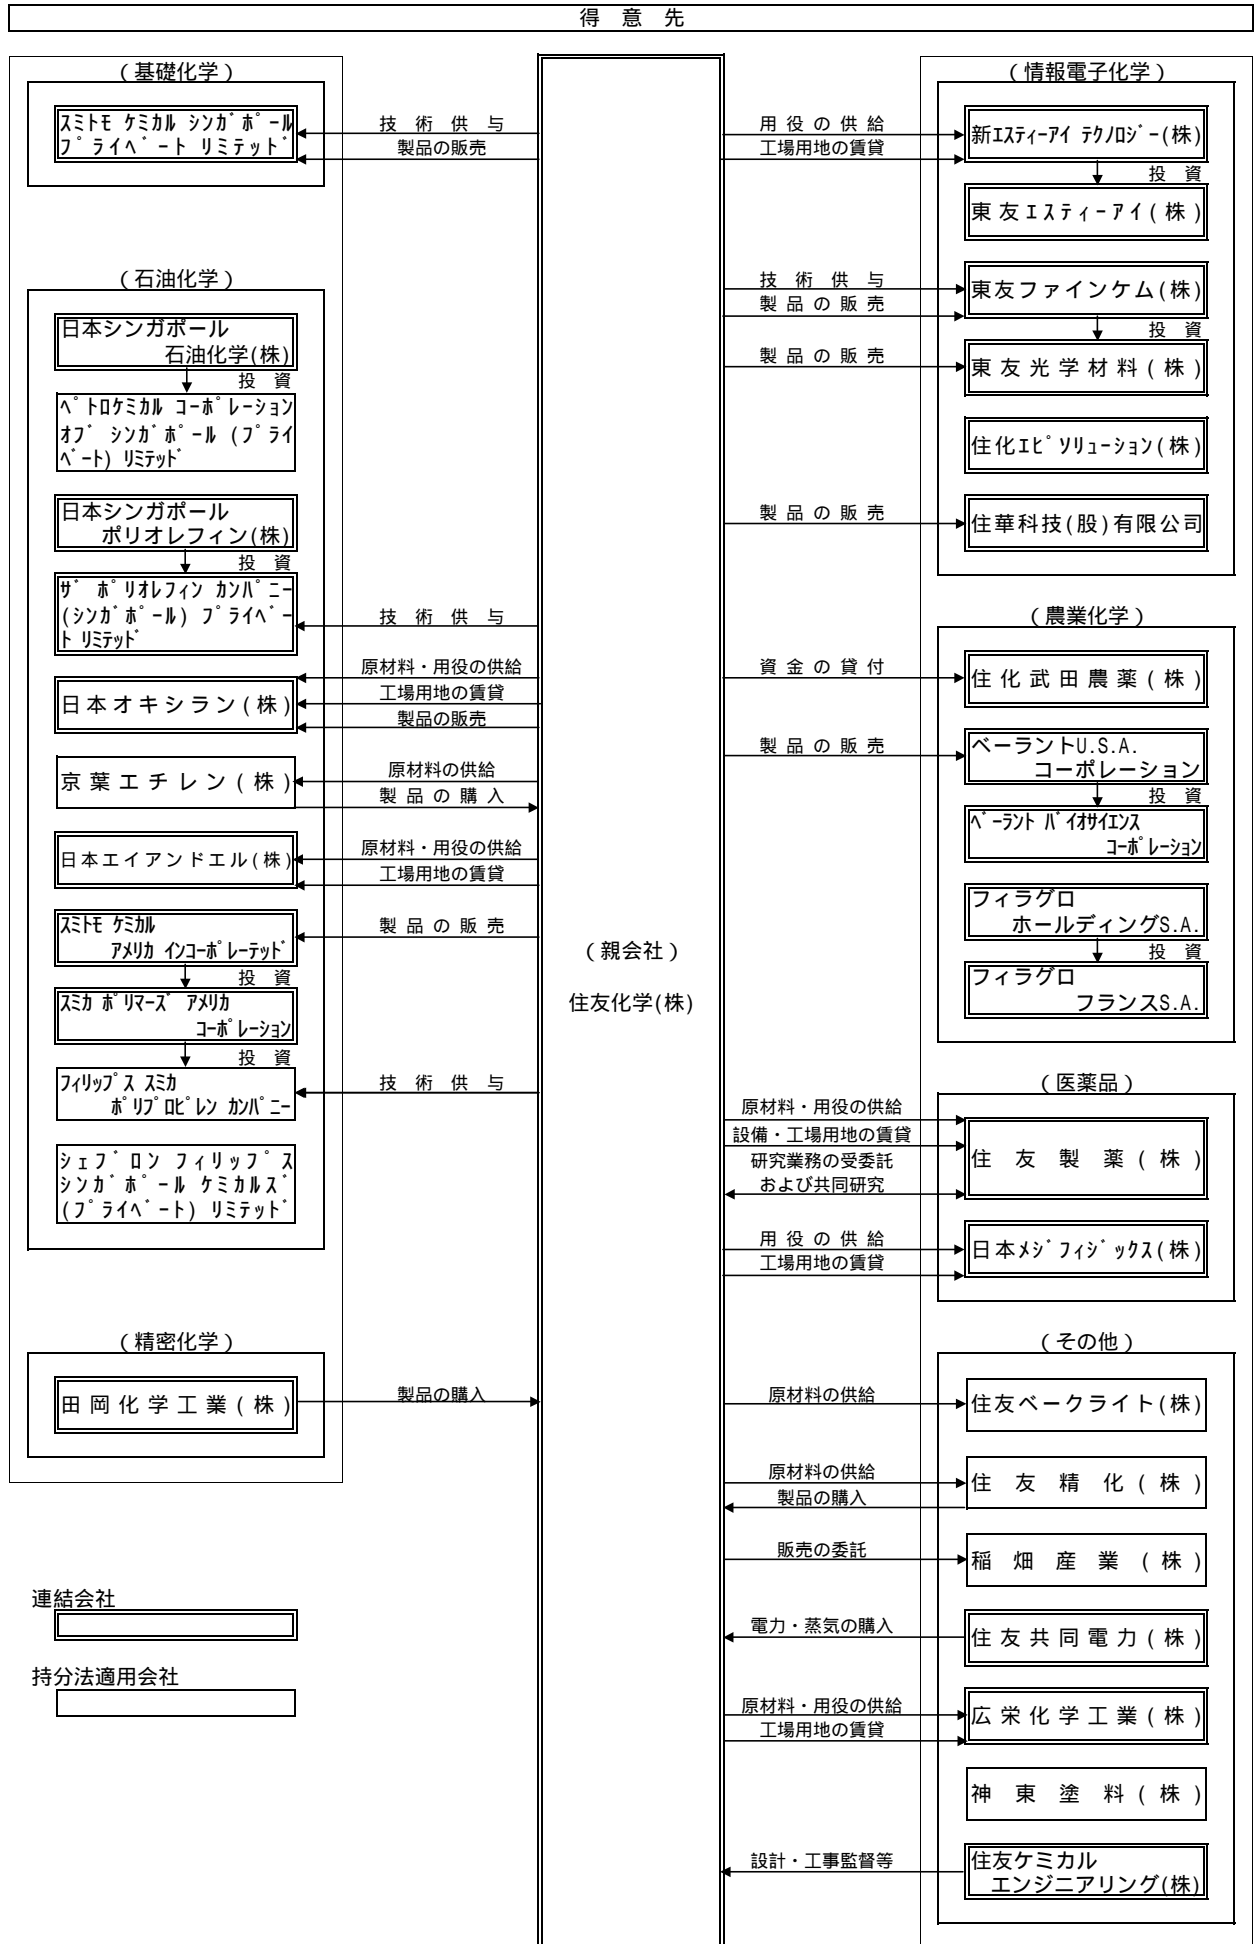 得 意 先
(基礎化学)
スミトモ ケミカル シンガポール
プライベート リミテッド
技 術 供 与
製品の販売
(石油化学)
日本シンガポール
石油化学(株)
投 資
ペトロケミカル コーポレーション
オブ シンガポール (プライ
ベート) リミテッド
日本シンガポール
ポリオレフィン(株)
投 資
ザ ポリオレフィン カンパニー
(シンガポール) プライベー
ト リミテッド
技 術 供 与
日本オキシラン(株)
原材料・用役の供給
工場用地の賃貸
製品の販売
京葉エチレン(株)
原材料の供給
製品の購入
日本エイアンドエル(株)
原材料・用役の供給
工場用地の賃貸
スミトモ ケミカル
アメリカ インコーポレーテッド
製品の販売
投 資
スミカ ポリマーズ アメリカ
コーポレーション
投 資
フィリップス スミカ
ポリプロピレン カンパニー
技 術 供 与
シェブロン フィリップス
シンガポール ケミカルズ
(プライベート) リミテッド
(精密化学)
田岡化学工業(株)
製品の購入
連結会社
持分法適用会社
(親会社)
住友化学(株)
(情報電子化学)
用役の供給
工場用地の賃貸
新エスティーアイ テクノロジー(株)
投 資
東友エスティーアイ(株)
技 術 供 与
製品の販売
東友ファインケム(株)
投 資
製品の販売
東友光学材料(株)
住化エピソリューション(株)
製品の販売
住華科技(股)有限公司
(農業化学)
資金の貸付
住化武田農薬(株)
製品の販売
ベーラントU.S.A.
コーポレーション
投 資
ベーラント バイオサイエンス
コーポレーション
フィラグロ
ホールディングS.A.
投 資
フィラグロ
フランスS.A.
(医薬品)
原材料・用役の供給
設備・工場用地の賃貸
研究業務の受委託
および共同研究
住友製薬(株)
用役の供給
工場用地の賃貸
日本メジフィジックス(株)
(その他)
原材料の供給
住友ベークライト(株)
原材料の供給
製品の購入
住友精化(株)
販売の委託
稲畑産業(株)
電力・蒸気の購入
住友共同電力(株)
原材料・用役の供給
工場用地の賃貸
広栄化学工業(株)
神東塗料(株)
設計・工事監督等
住友ケミカル
エンジニアリング(株)